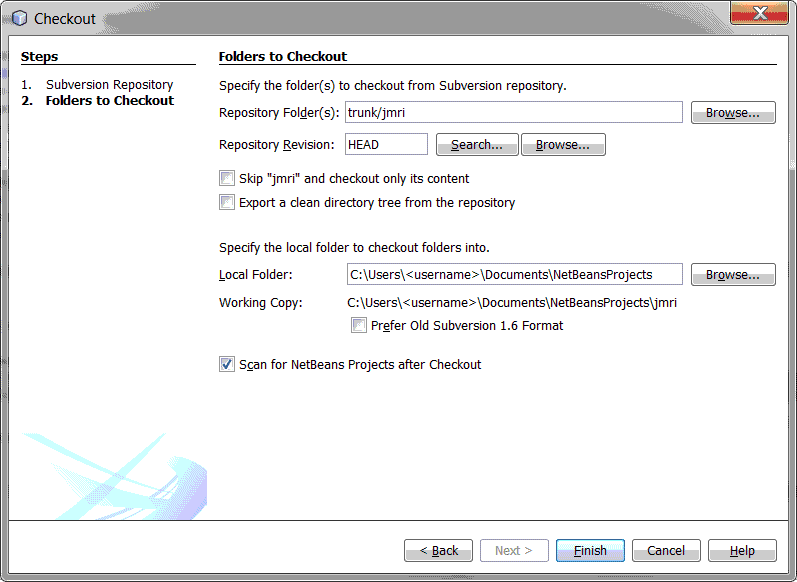 Checkout
Steps
1. Subversion Repository
2. Folders to Checkout
Folders to Checkout
Specify the folder(s) to checkout from Subversion repository.
Repository Folder(s): trunk/jmri Browse...
Repository Revision: HEAD Search... Browse...
Skip "jmri" and checkout only its content
Export a clean directory tree from the repository
Specify the local folder to checkout folders into.
Local Folder: C:\Users\<username>\Documents\NetBeansProjects Browse...
Working Copy: C:\Users\<username>\Documents\NetBeansProjects\jmri
Prefer Old Subversion 1.6 Format
Scan for NetBeans Projects after Checkout
< Back Next > Finish Cancel Help